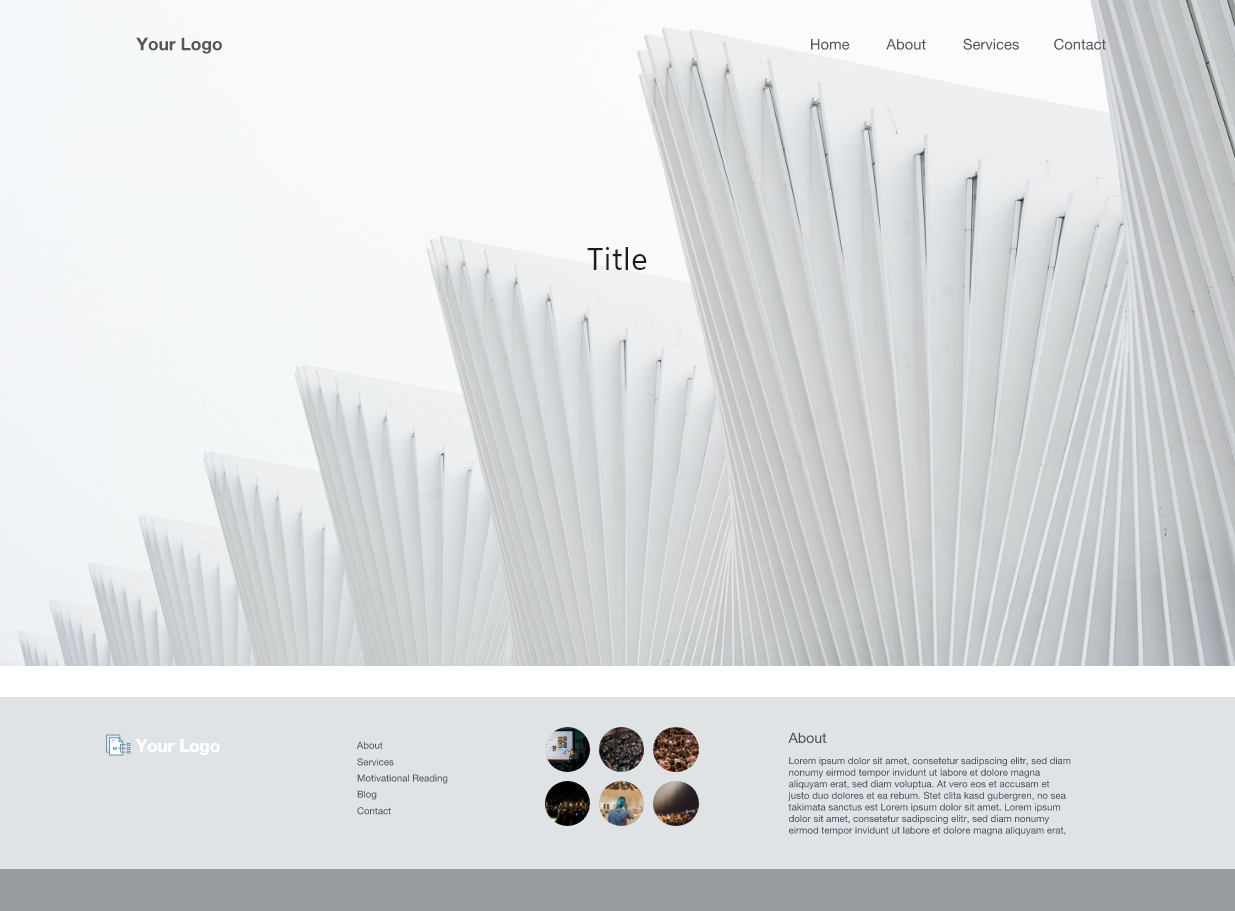 Your Logo
Home About Services Contact
Title
Your Logo
About
Services
Motivational Reading
Blog
Contact
About
Lorem ipsum dolor sit amet, consetetur sadipscing elitr, sed diam
nonumy eirmod tempor invidunt ut labore et dolore magna
aliquyam erat, sed diam voluptua. At vero eos et accusam et
justo duo dolores et ea rebum. Stet clita kasd gubergren, no sea
takimata sanctus est Lorem ipsum dolor sit amet. Lorem ipsum
dolor sit amet, consetetur sadipscing elitr, sed diam nonumy
eirmod tempor invidunt ut labore et dolore magna aliquyam erat,